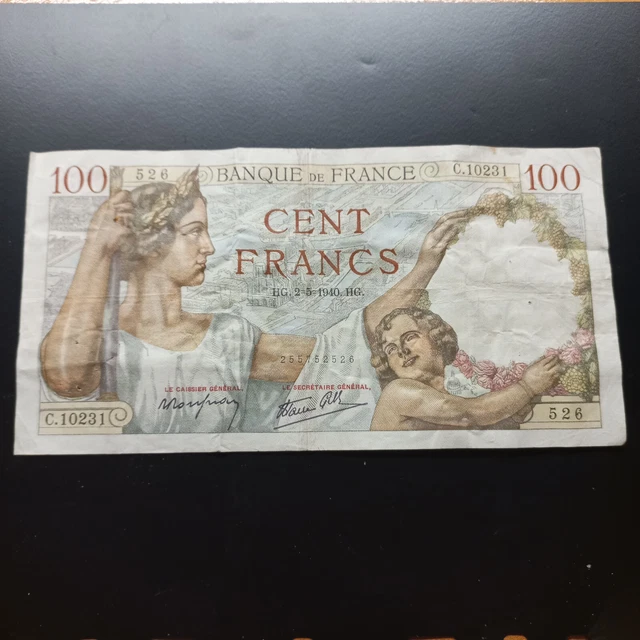 100 526 BANQUE DE FRANCE C.10231 100
CENT
FRANCS
HG. 2-5-1940. HG.
255752526
LE CAISSIER GÉNÉRAL, LE SECRÉTAIRE GÉNÉRAL,
C.10231 526